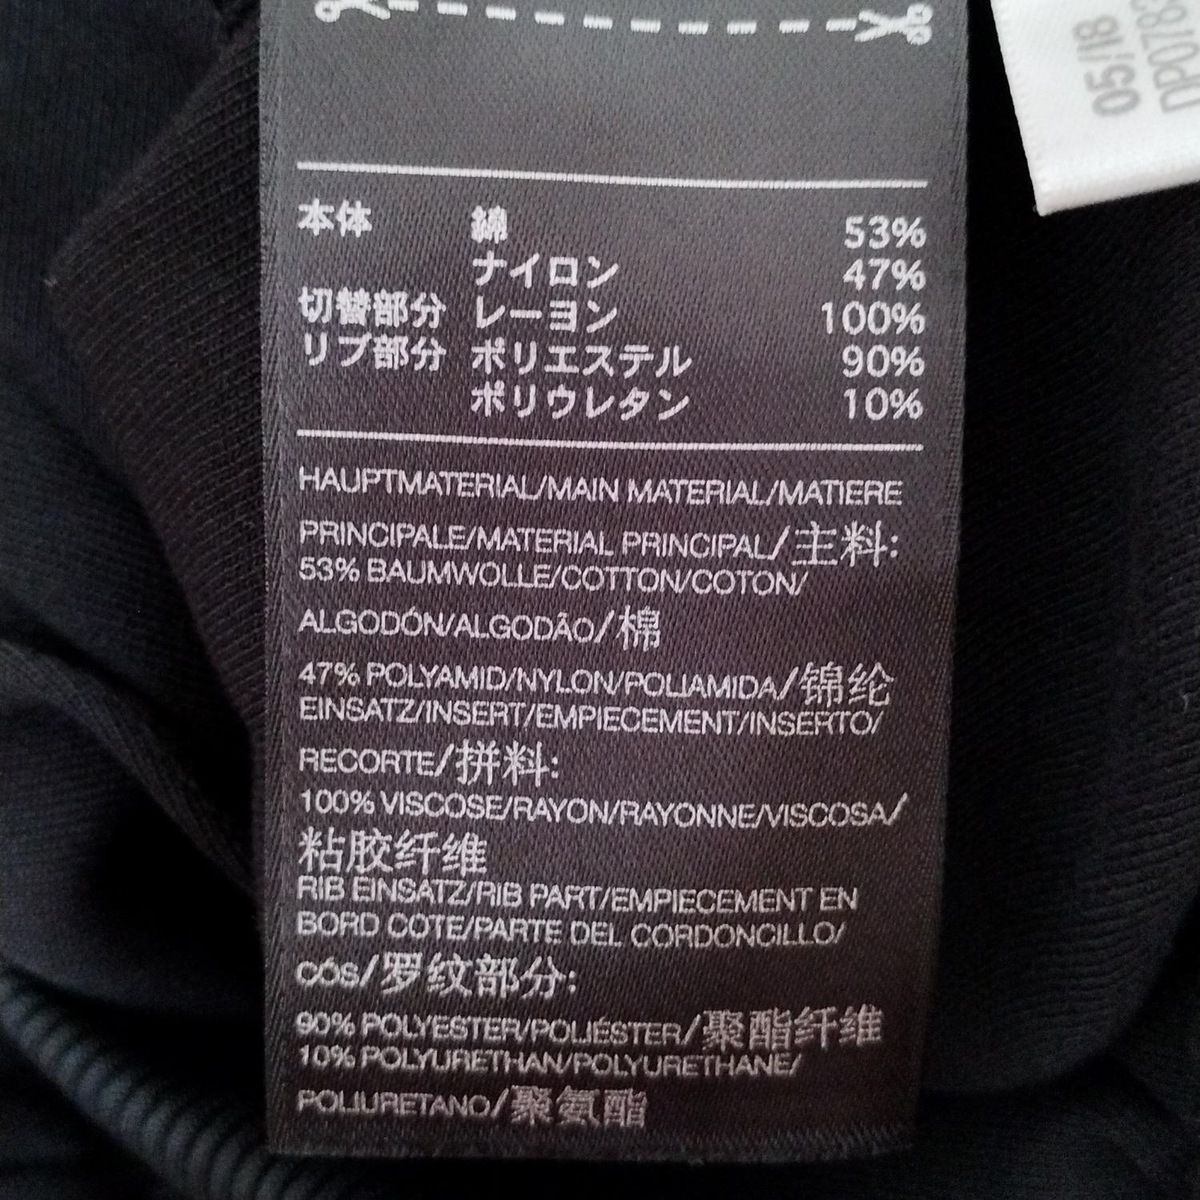 本体 綿 53%
ナイロン 47%
切替部分 レーヨン 100%
リブ部分 ポリエステル 90%
ポリウレタン 10%
HAUPTMATERIAL/MAIN MATERIAL/MATIERE
PRINCIPALE/MATERIAL PRINCIPAL/主料:
53% BAUMWOLLE/COTTON/COTON/
ALGODÓN/ALGODÃO/棉
47% POLYAMID/NYLON/POLIAMIDA/锦纶
EINSATZ/INSERT/EMPIECEMENT/INSERTO/
RECORTE/拼料:
100% VISCOSE/RAYON/RAYONNE/VISCOSA/
粘胶纤维
RIB EINSATZ/RIB PART/EMPIECEMENT EN
BORD COTE/PARTE DEL CORDONCILLO/
CÓS/罗纹部分:
90% POLYESTER/POLIÉSTER/聚酯纤维
10% POLYURETHAN/POLYURETHANE/
POLIURETANO/聚氨酯
05/18